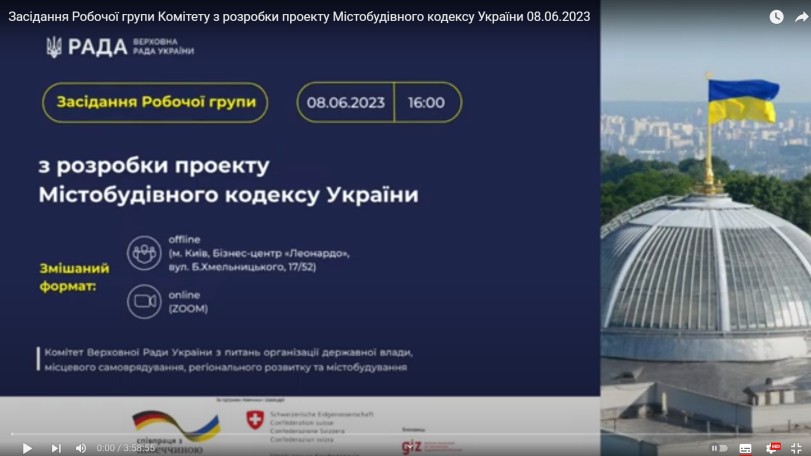 Засідання Робочої групи Комітету з розробки проекту Містобудівного кодексу України 08.06.2023
РАДА ВЕРХОВНА
РАДА УКРАЇНИ
Засідання Робочої групи
08.06.2023 16:00
з розробки проекту
Містобудівного кодексу України
Змішаний
формат:
offline
(м. Київ, Бізнес-центр «Леонардо»,
вул. Б.Хмельницького, 17/52)
online
(ZOOM)
Комітет Верховної Ради України з питань організації державної влади,
місцевого самоврядування, регіонального розвитку та містобудування
співпраця з
Schweizerische Eidgenossenschaft
Confédération suisse
Confederazione Svizzera
Confederaziun svizra
giz
0:00 / 3:58:55
HD